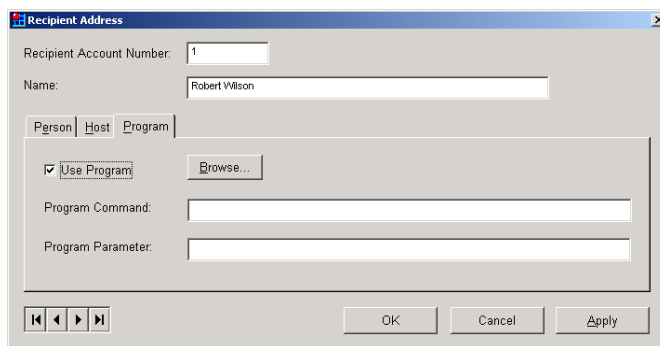 Recipient Address
Recipient Account Number: 1
Name: Robert Wilson
Person Host Program
Use Program Browse...
Program Command:
Program Parameter:
OK Cancel Apply